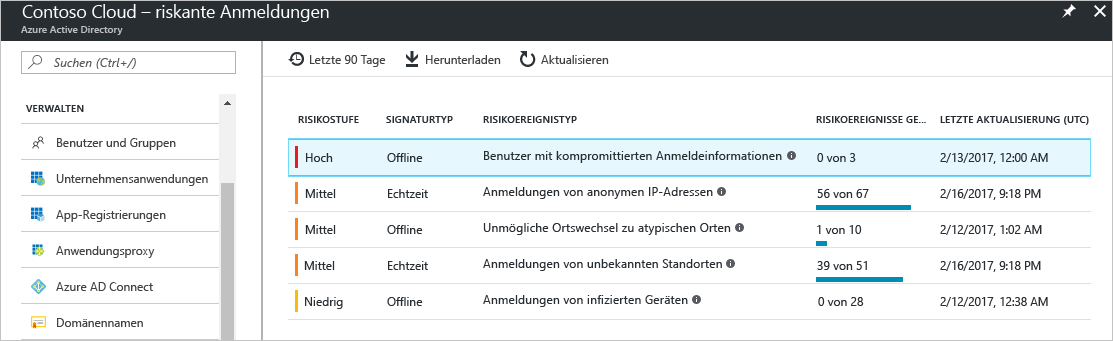 Contoso Cloud – riskante Anmeldungen
Azure Active Directory
Suchen (Ctrl+/)
VERWALTEN
Benutzer und Gruppen
Unternehmensanwendungen
App-Registrierungen
Anwendungsproxy
Azure AD Connect
Domänennamen
Letzte 90 Tage Herunterladen Aktualisieren
RISIKOSTUFE SIGNATURTYP RISIKOEREIGNISTYP RISIKOEREIGNISSE GE... LETZTE AKTUALISIERUNG (UTC)
Hoch Offline Benutzer mit kompromittierten Anmeldeinformationen 0 von 3 2/13/2017, 12:00 AM
Mittel Echtzeit Anmeldungen von anonymen IP-Adressen 56 von 67 2/16/2017, 9:18 PM
Mittel Offline Unmögliche Ortswechsel zu atypischen Orten 1 von 10 2/12/2017, 1:02 AM
Mittel Echtzeit Anmeldungen von unbekannten Standorten 39 von 51 2/16/2017, 9:18 PM
Niedrig Offline Anmeldungen von infizierten Geräten 0 von 28 2/12/2017, 12:38 AM